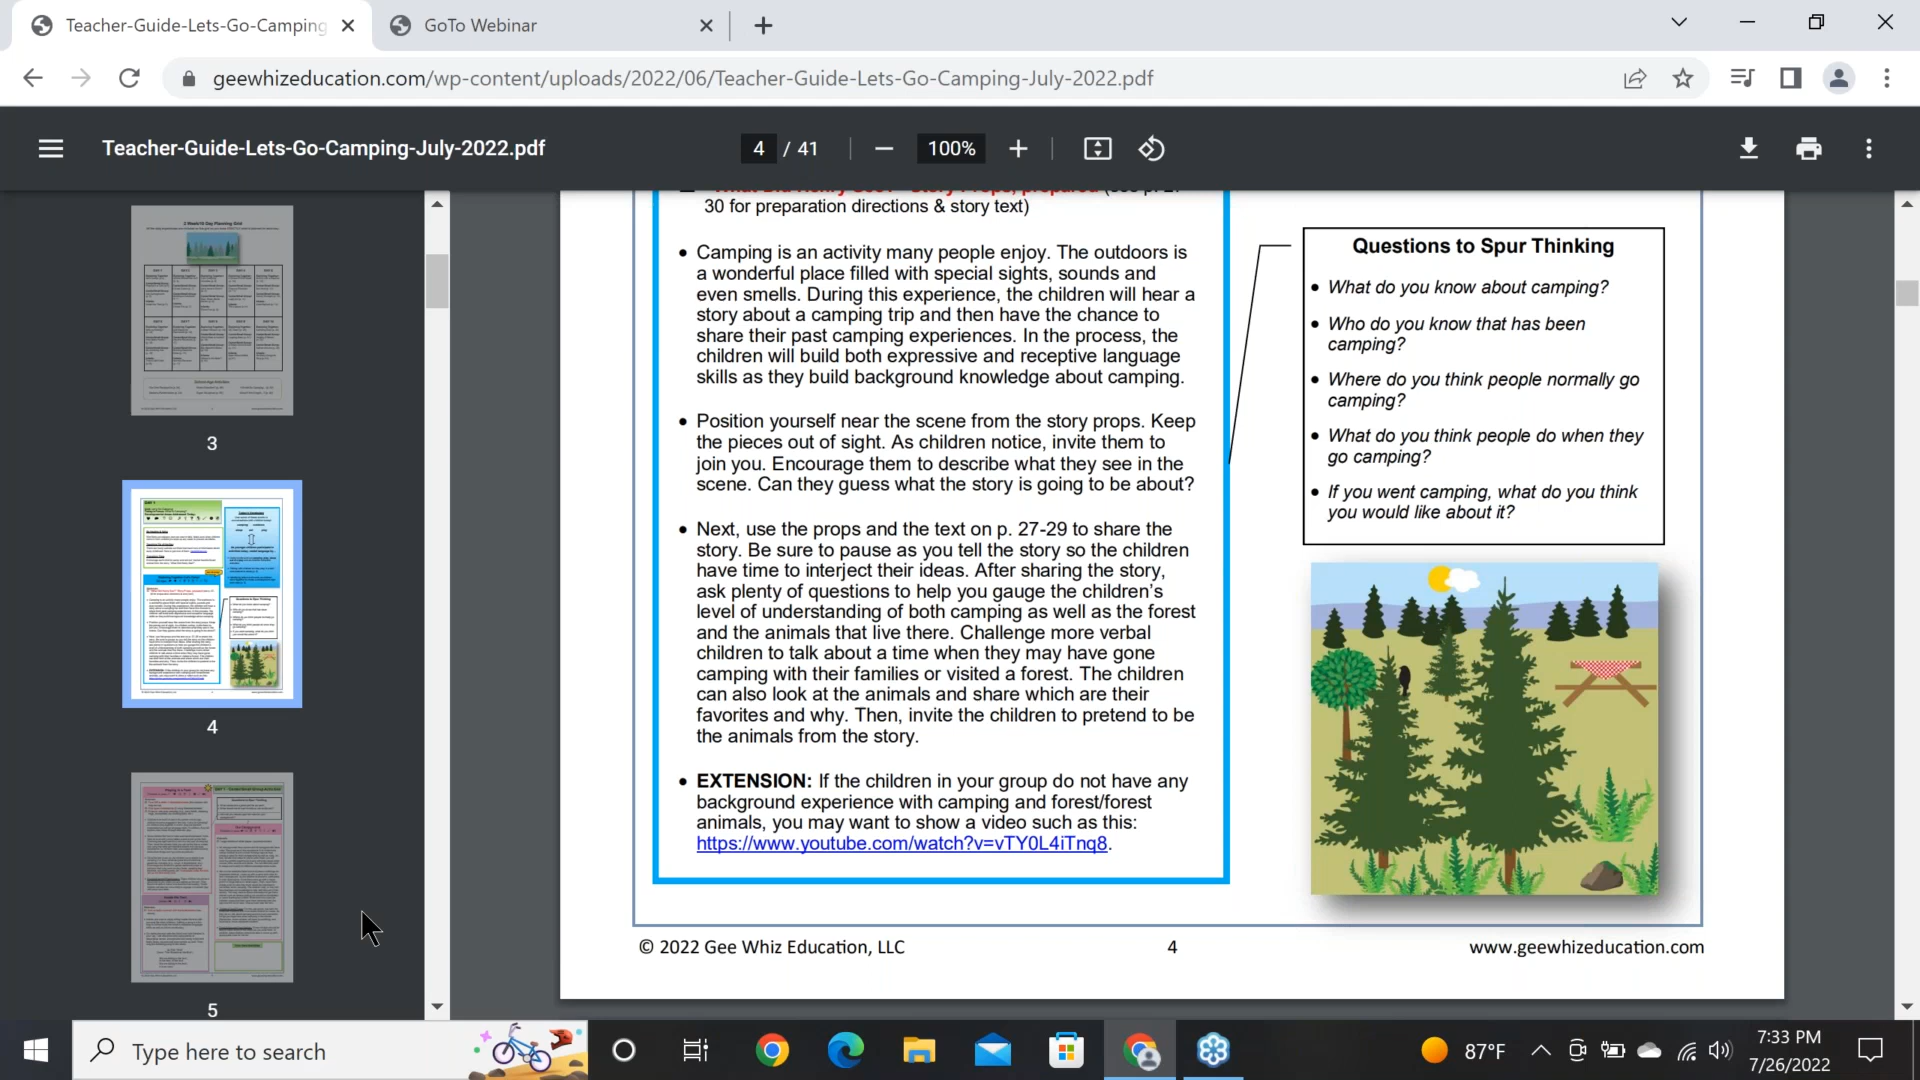 Teacher-Guide-Lets-Go-Camping
GoTo Webinar
geewhizeducation.com/wp-content/uploads/2022/06/Teacher-Guide-Lets-Go-Camping-July-2022.pdf
Teacher-Guide-Lets-Go-Camping-July-2022.pdf
4 / 41
100%
3
4
5
30 for preparation directions & story text)
• Camping is an activity many people enjoy. The outdoors is
a wonderful place filled with special sights, sounds and
even smells. During this experience, the children will hear a
story about a camping trip and then have the chance to
share their past camping experiences. In the process, the
children will build both expressive and receptive language
skills as they build background knowledge about camping.
• Position yourself near the scene from the story props. Keep
the pieces out of sight. As children notice, invite them to
join you. Encourage them to describe what they see in the
scene. Can they guess what the story is going to be about?
• Next, use the props and the text on p. 27-29 to share the
story. Be sure to pause as you tell the story so the children
have time to interject their ideas. After sharing the story,
ask plenty of questions to help you gauge the children's
level of understanding of both camping as well as the forest
and the animals that live there. Challenge more verbal
children to talk about a time when they may have gone
camping with their families or visited a forest. The children
can also look at the animals and share which are their
favorites and why. Then, invite the children to pretend to be
the animals from the story.
• EXTENSION: If the children in your group do not have any
background experience with camping and forest/forest
animals, you may want to show a video such as this:
https://www.youtube.com/watch?v=vTY0L4iTnq8.
Questions to Spur Thinking
• What do you know about camping?
• Who do you know that has been
camping?
• Where do you think people normally go
camping?
• What do you think people do when they
go camping?
• If you went camping, what do you think
you would like about it?
© 2022 Gee Whiz Education, LLC
4
www.geewhizeducation.com
Type here to search
87°F
7:33 PM
7/26/2022